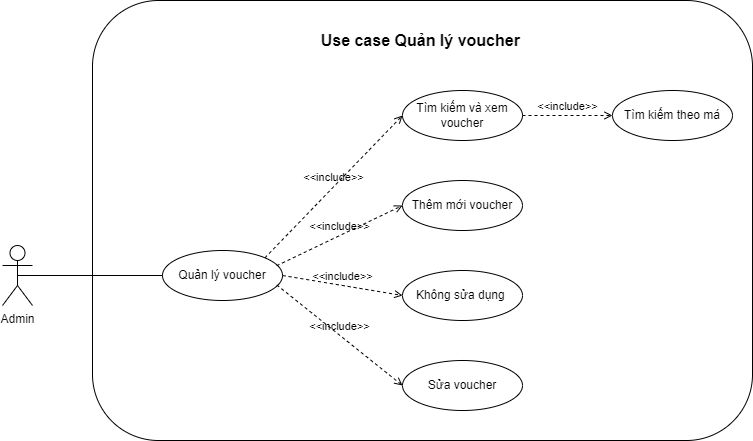 Use case Quản lý voucher
Tìm kiếm và xem
voucher
<<include>>
Tìm kiếm theo má
<<include>>
Thêm mới voucher
<<include>>
Quản lý voucher
<<include>>
Không sửa dụng
Admin
<<include>>
Sửa voucher